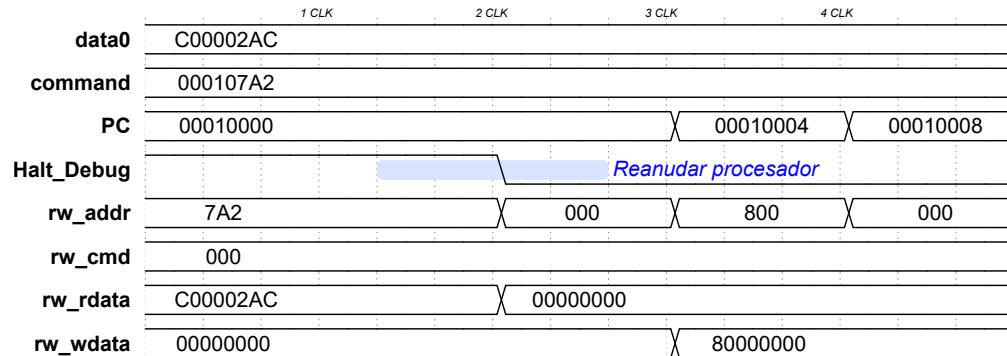 1 CLK 2 CLK 3 CLK 4 CLK
data0 C00002AC
command 000107A2
PC 00010000 00010004 00010008
Halt_Debug Reanudar procesador
rw_addr 7A2 000 800 000
rw_cmd 000
rw_rdata C00002AC 00000000
rw_wdata 00000000 80000000